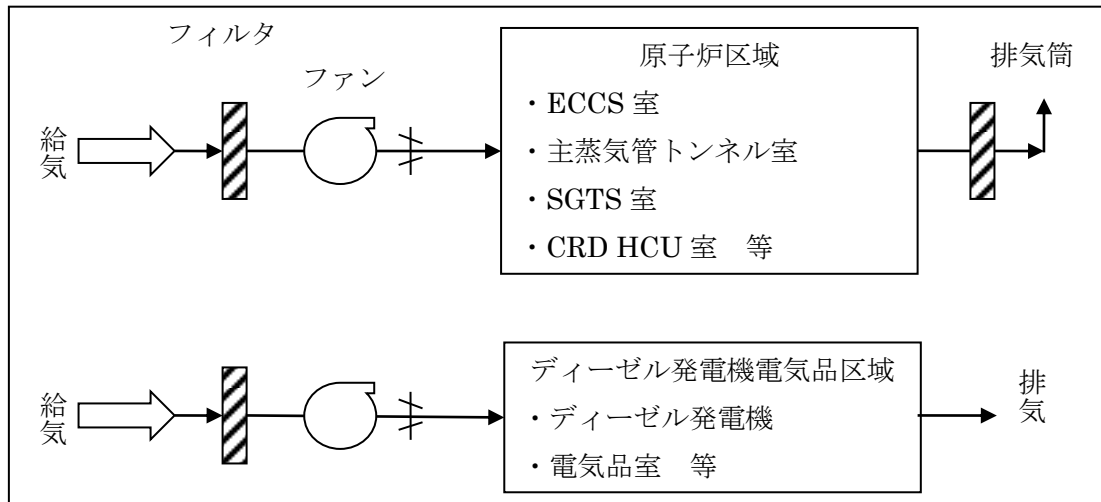 フィルタ
ファン
給気
原子炉区域
・ECCS 室
・主蒸気管トンネル室
・SGTS 室
・CRD HCU 室　等
排気筒
給気
ディーゼル発電機電気品区域
・ディーゼル発電機
・電気品室　等
排気